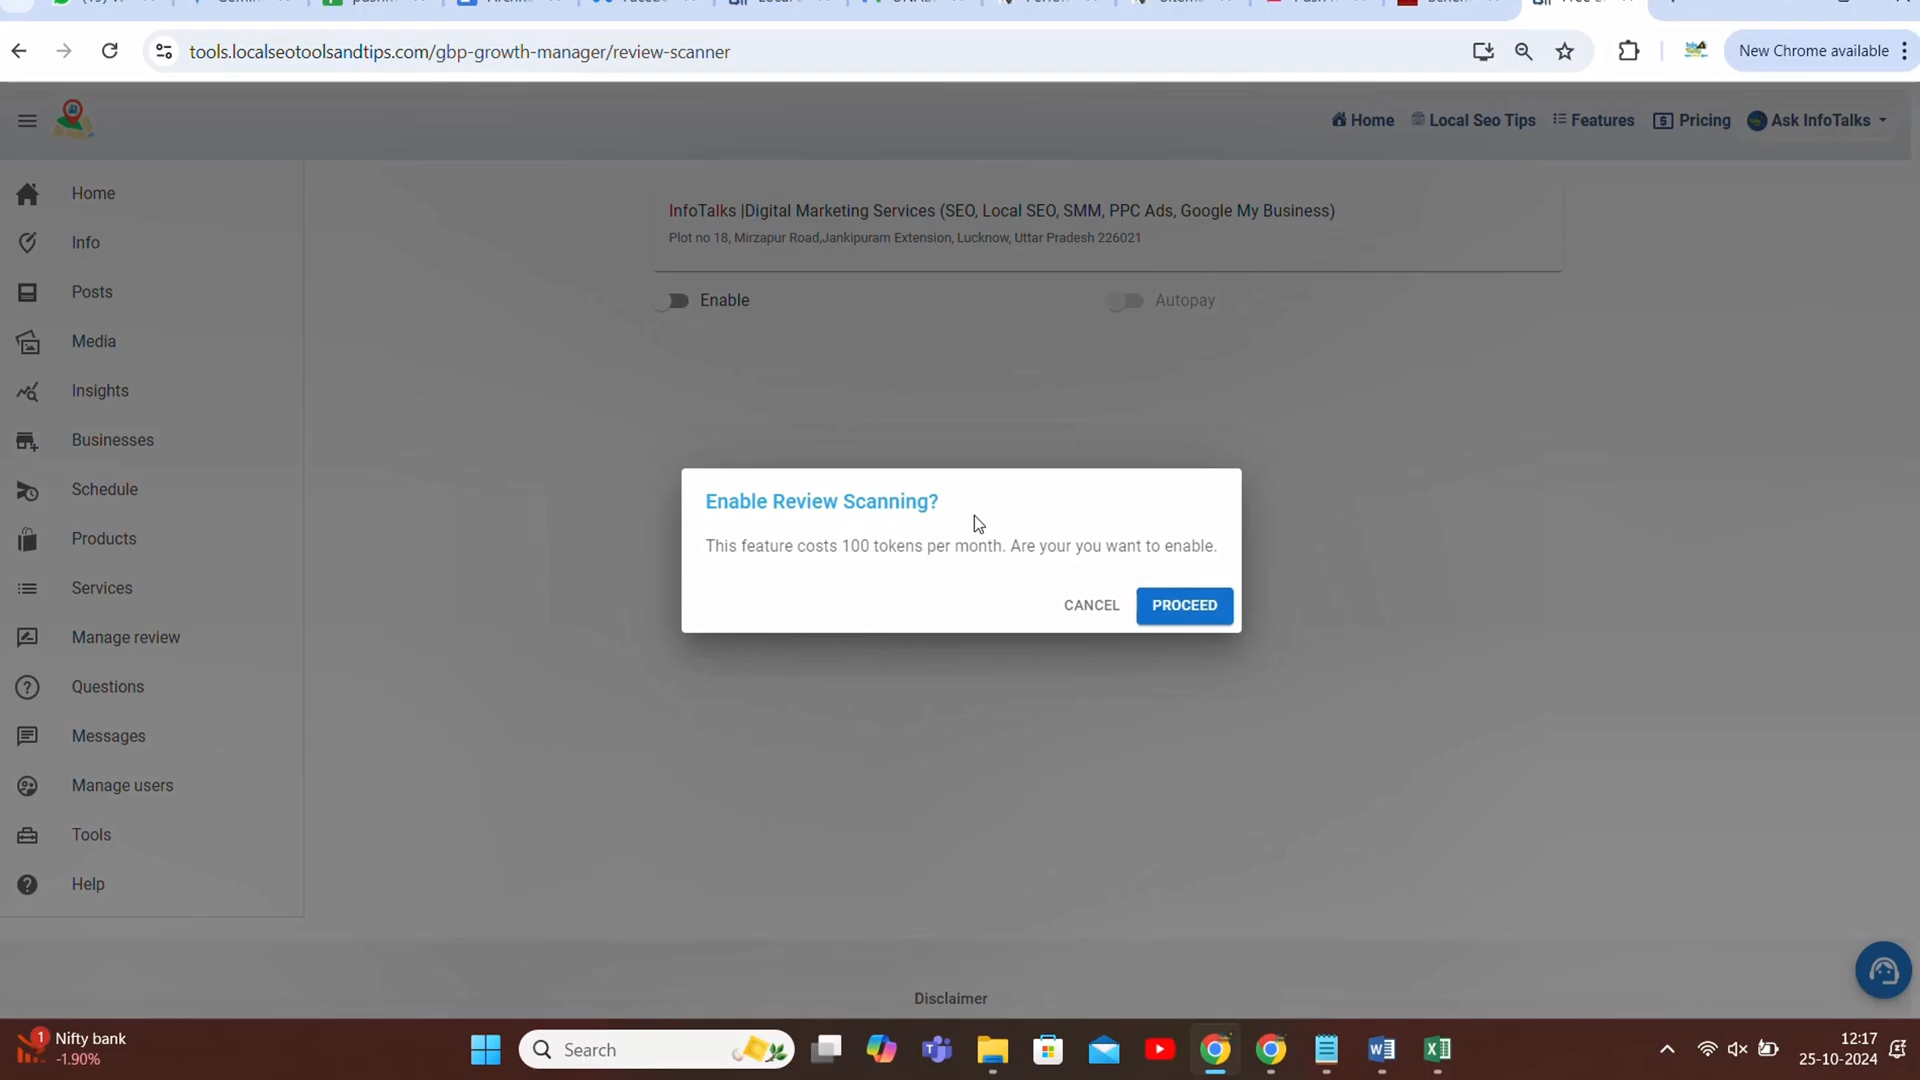 tools.localseotoolsandtips.com/gbp-growth-manager/review-scanner
New Chrome available
Home
Local Seo Tips
Features
Pricing
Ask InfoTalks
Home
Info
Posts
Media
Insights
Businesses
Schedule
Products
Services
Manage review
Questions
Messages
Manage users
Tools
Help
InfoTalks |Digital Marketing Services (SEO, Local SEO, SMM, PPC Ads, Google My Business)
Plot no 18, Mirzapur Road,Jankipuram Extension, Lucknow, Uttar Pradesh 226021
Enable
Autopay
Enable Review Scanning?
This feature costs 100 tokens per month. Are your you want to enable.
CANCEL
PROCEED
Disclaimer
1
Nifty bank
-1.90%
Search
12:17
25-10-2024